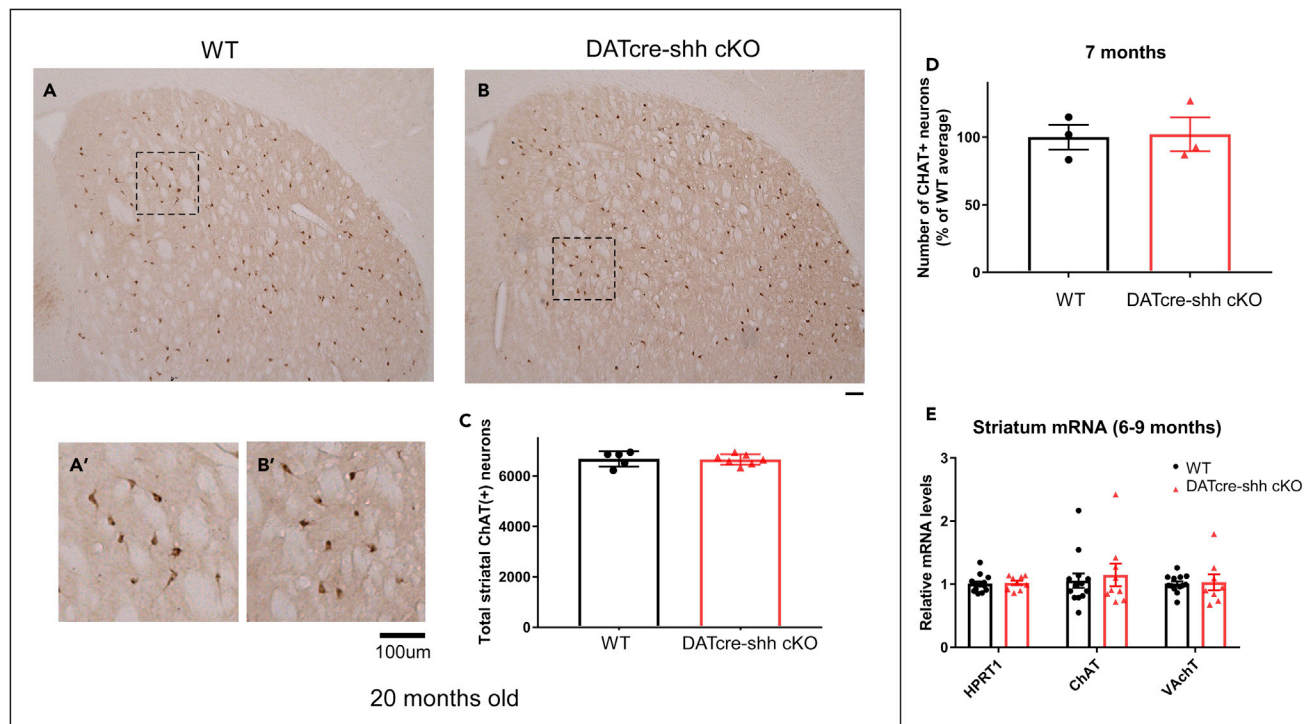 WT
DATcre-shh cKO
A
B
A’
B’
100um
C
Total striatal ChAT(+) neurons
6000
4000
2000
0
WT
DATcre-shh cKO
20 months old
D
7 months
Number of CHAT+ neurons
(% of WT average)
100
50
0
WT
DATcre-shh cKO
E
Striatum mRNA (6-9 months)
WT
DATcre-shh cKO
Relative mRNA levels
3
2
1
0
HPRT1
ChAT
VAchT